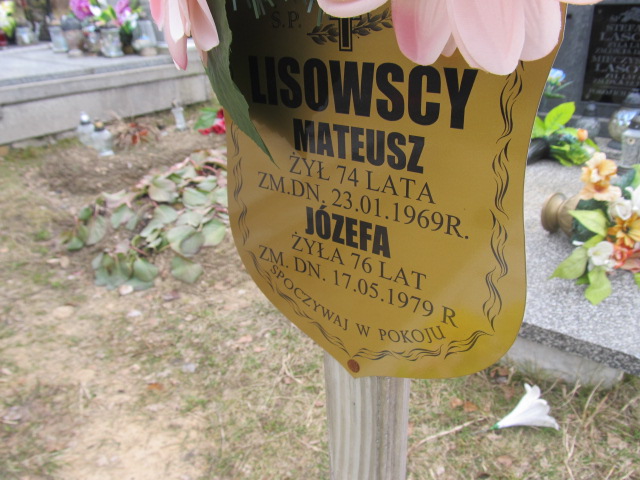 Ś.P.
LISOWSCY
MATEUSZ
ŻYŁ 74 LATA
ZM.DN. 23.01.1969R.
JÓZEFA
ŻYŁA 76 LAT
ZM. DN. 17.05.1979 R
SPOCZYWAJ W POKOJU